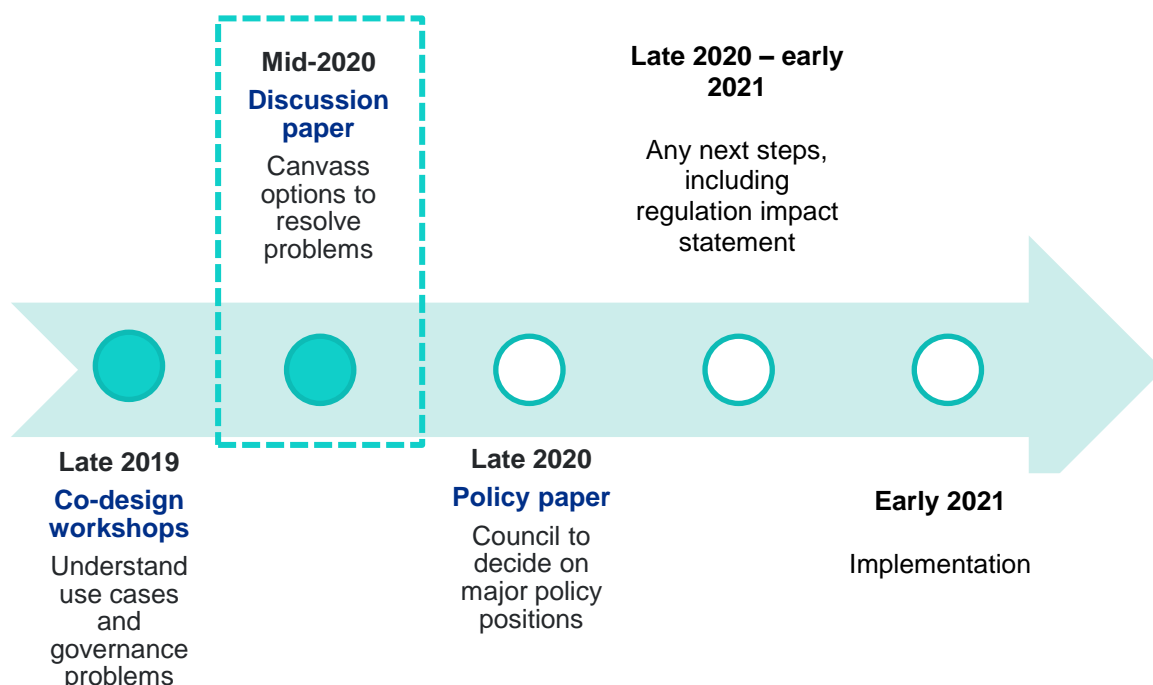 Mid-2020
Discussion
paper
Canvass
options to
resolve
problems
Late 2020 – early
2021
Any next steps,
including
regulation impact
statement
Late 2019
Co-design
workshops
Understand
use cases
and
governance
problems
Late 2020
Policy paper
Council to
decide on
major policy
positions
Early 2021
Implementation